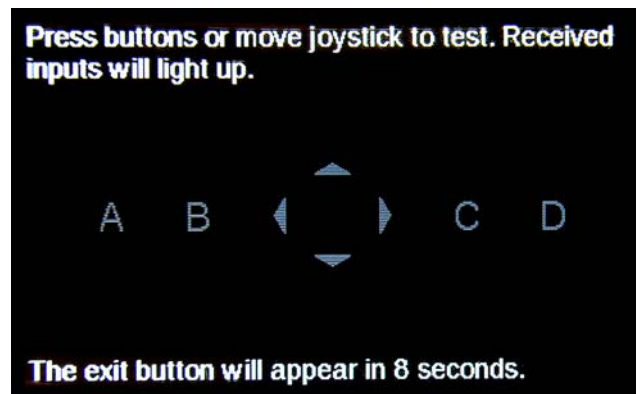 Press buttons or move joystick to test. Received
inputs will light up.
A B C D
The exit button will appear in 8 seconds.